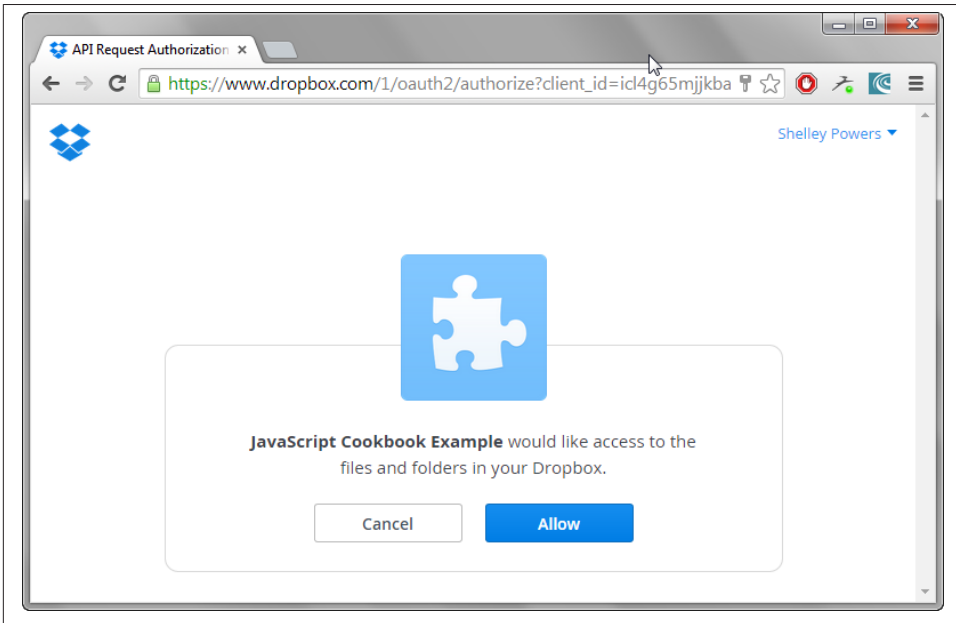 API Request Authorization
https://www.dropbox.com/1/oauth2/authorize?client_id=icl4g65mjjkba
Shelley Powers
JavaScript Cookbook Example would like access to the
files and folders in your Dropbox.
Cancel
Allow